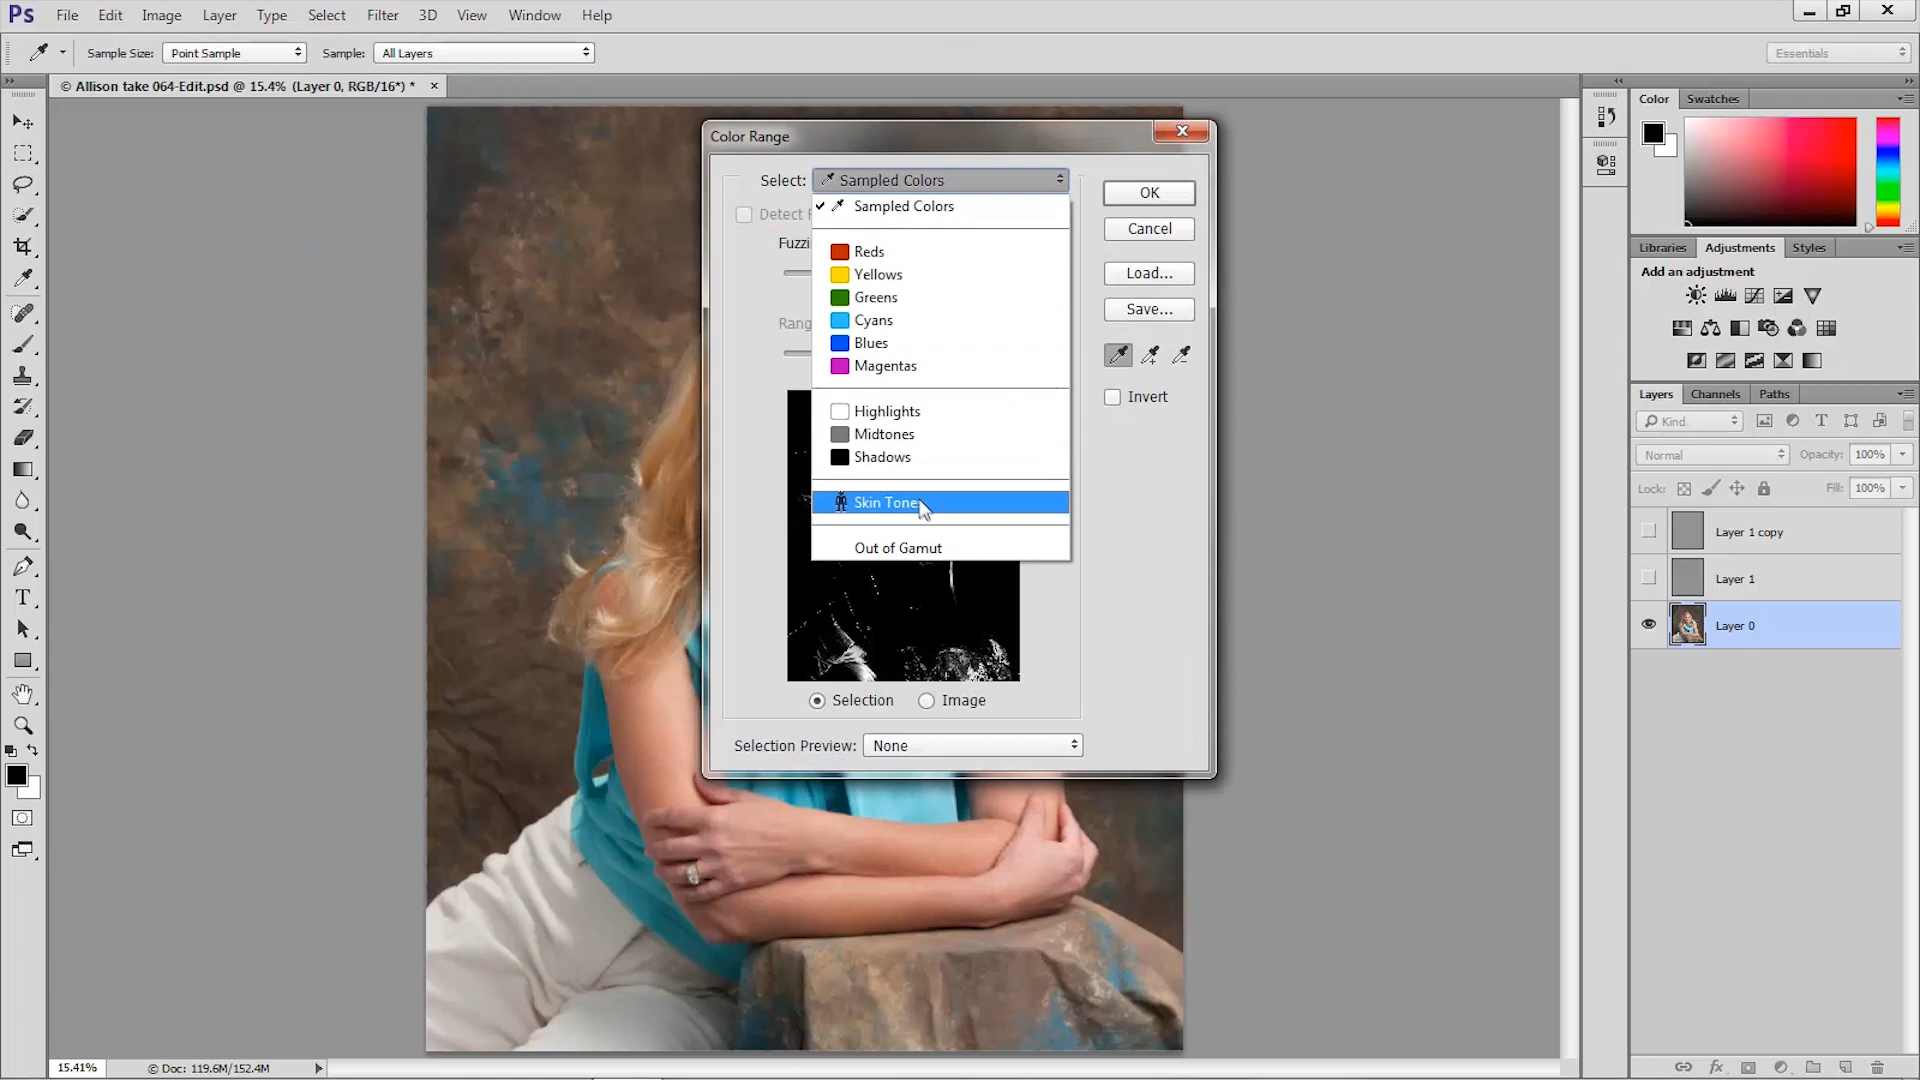 Ps File Edit Image Layer Type Select Filter 3D View Window Help
Sample Size: Point Sample Sample: All Layers Essentials
© Allison take 064-Edit.psd @ 15.4% (Layer 0, RGB/16*) * ×
Color Swatches
Color Range
Select: Sampled Colors
OK
Detect
Sampled Colors
Cancel
Fuzzi
Libraries Adjustments Styles
Reds
Add an adjustment
Yellows
Load...
Greens
Rang
Cyans
Save...
Blues
Magentas
Invert
Layers Channels Paths
Highlights
Kind
Midtones
Shadows
Normal Opacity: 100%
Lock: Fill: 100%
Skin Tone
Layer 1 copy
Out of Gamut
Layer 1
Layer 0
Selection Image
Selection Preview: None
15.41% © Doc: 119.6M/152.4M